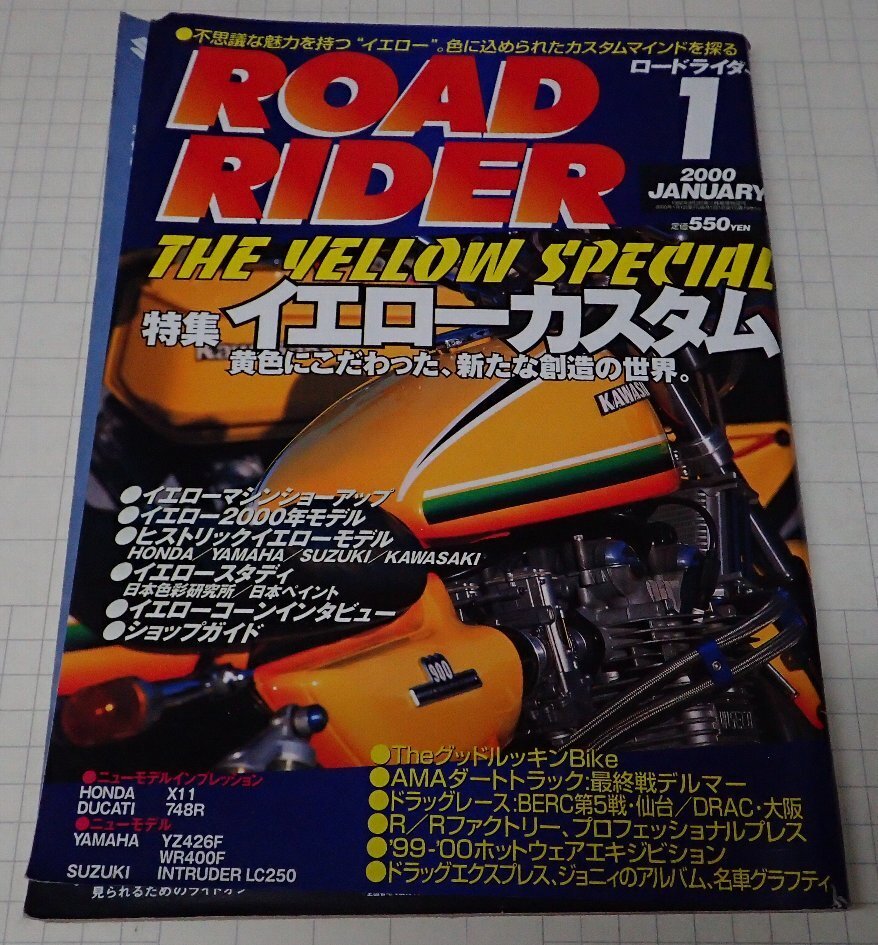 ●不思議な魅力を持つ“イエロー”。色に込められたカスタムマインドを探る
ROAD
RIDER
ロードライダー
1
2000
JANUARY
定価550YEN
THE YELLOW SPECIAL
特集 イエローカスタム
黄色にこだわった、新たな創造の世界。
KAWASAKI
●イエローマシンショーアップ
●イエロー2000年モデル
●ヒストリックイエローモデル
HONDA／YAMAHA／SUZUKI／KAWASAKI
●イエロースタディ
日本色彩研究所／日本ペイント
●イエローコーンインタビュー
●ショップガイド
900
●ニューモデルインプレッション
HONDA X11
DUCATI 748R
●ニューモデル
YAMAHA YZ426F
WR400F
SUZUKI INTRUDER LC250
●TheグッドルッキンBike
●AMAダートトラック:最終戦デルマー
●ドラッグレース:BERC第5戦・仙台／DRAC・大阪
●R／Rファクトリー、プロフェッショナルプレス
●'99-'00ホットウェアエキジビション
●ドラッグエクスプレス、ジョニィのアルバム、名車グラフティ
見られるためのライディン